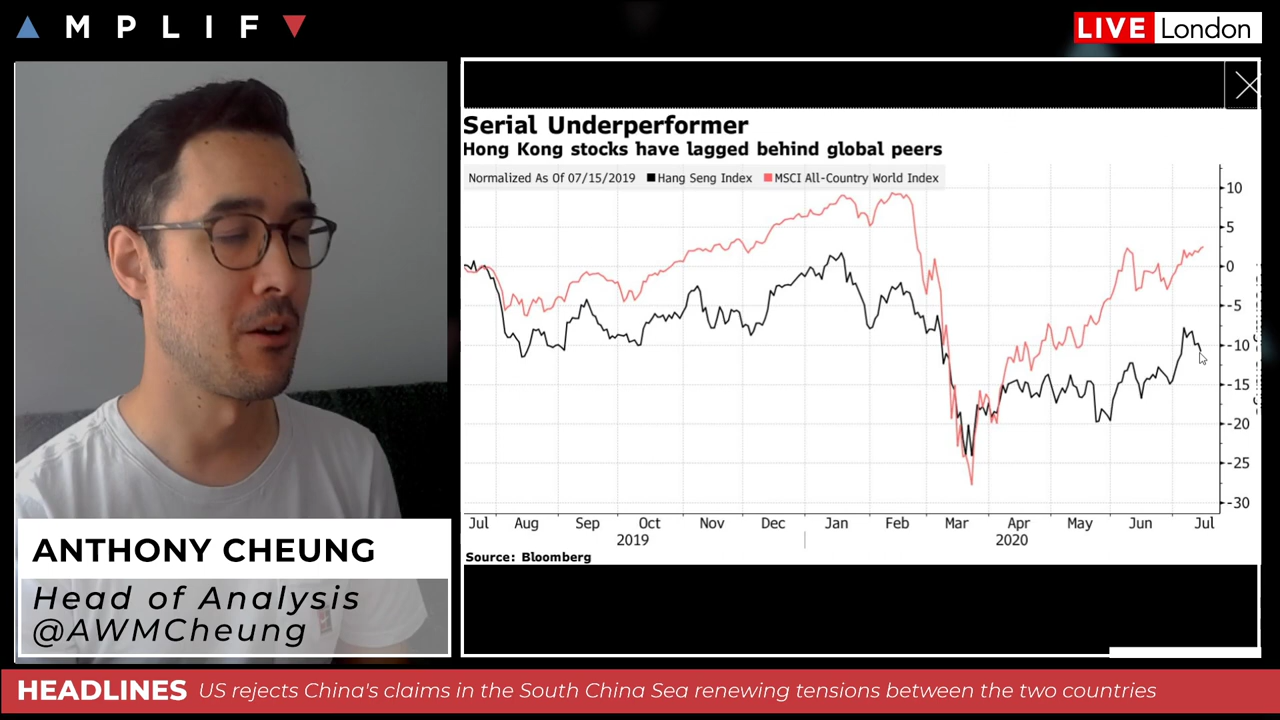 MPLIF
LIVE London
Serial Underperformer
Hong Kong stocks have lagged behind global peers
Normalized As Of 07/15/2019 Hang Seng Index MSCI All-Country World Index
10
5
0
-5
-10
-15
-20
-25
-30
Jul Aug Sep Oct Nov Dec Jan Feb Mar Apr May Jun Jul
2019 2020
Source: Bloomberg
ANTHONY CHEUNG
Head of Analysis
@AWMCheung
HEADLINES US rejects China's claims in the South China Sea renewing tensions between the two countries